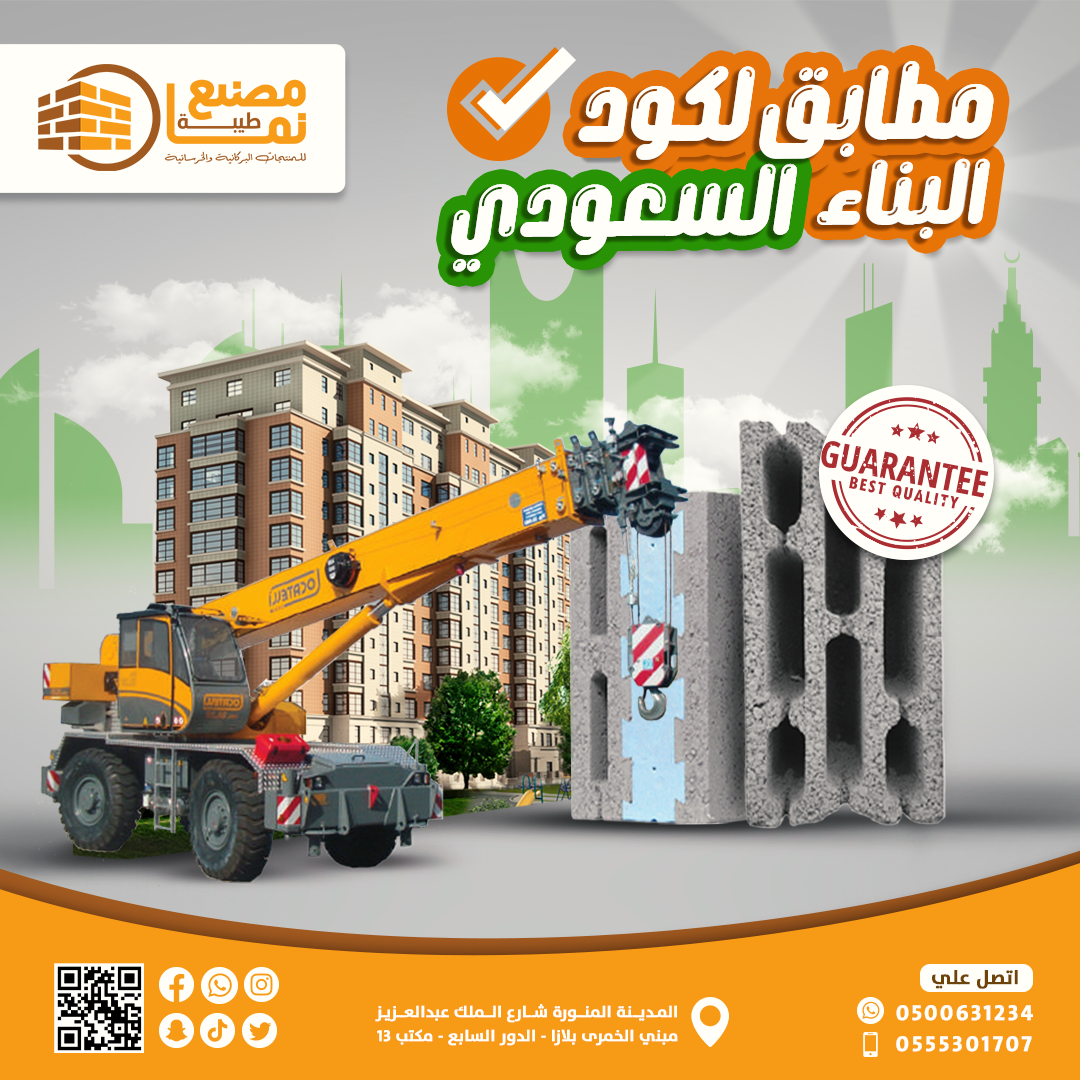 مصنع
نما
طيبة
للمنتجات البركانية والخرسانية
مطابق لكود
البناء السعودي
GUARANTEE
BEST QUALITY
المدينة المنورة شارع الملك عبدالعزيز
مبني الخمرى بلازا - الدور السابع - مكتب 13
اتصل علي
0500631234
0555301707